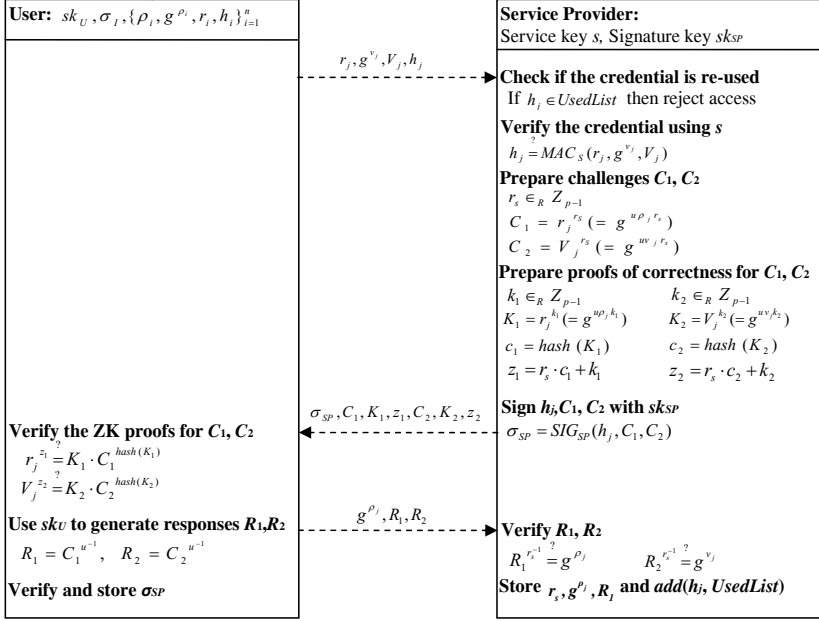 User: sk_U, σ_I, {ρ_i, g^{ρ_i}, r_i, h_i}_{i=1}^n
Service Provider:
Service key s, Signature key sk_SP
r_j, g^{v_j}, V_j, h_j
Check if the credential is re-used
If h_j ∈ UsedList then reject access
Verify the credential using s
h_j ?= MAC_S(r_j, g^{v_j}, V_j)
Prepare challenges C_1, C_2
r_s ∈_R Z_{p-1}
C_1 = r_j^{r_S} (= g^{uρ_j r_s})
C_2 = V_j^{r_S} (= g^{uv_j r_s})
Prepare proofs of correctness for C_1, C_2
k_1 ∈_R Z_{p-1} k_2 ∈_R Z_{p-1}
K_1 = r_j^{k_1} (= g^{uρ_j k_1}) K_2 = V_j^{k_2} (= g^{uv_j k_2})
c_1 = hash (K_1) c_2 = hash (K_2)
z_1 = r_s · c_1 + k_1 z_2 = r_s · c_2 + k_2
Sign h_j, C_1, C_2 with sk_SP
σ_SP = SIG_SP(h_j, C_1, C_2)
σ_SP, C_1, K_1, z_1, C_2, K_2, z_2
Verify the ZK proofs for C_1, C_2
r_j^{z_1} ?= K_1 · C_1^{hash(K_1)}
V_j^{z_2} ?= K_2 · C_2^{hash(K_2)}
Use sk_U to generate responses R_1, R_2
R_1 = C_1^{u^{-1}}, R_2 = C_2^{u^{-1}}
Verify and store σ_SP
g^{ρ_j}, R_1, R_2
Verify R_1, R_2
R_1^{r_s^{-1}} ?= g^{ρ_j} R_2^{r_s^{-1}} ?= g^{v_j}
Store r_s, g^{ρ_j}, R_1 and add(h_j, UsedList)